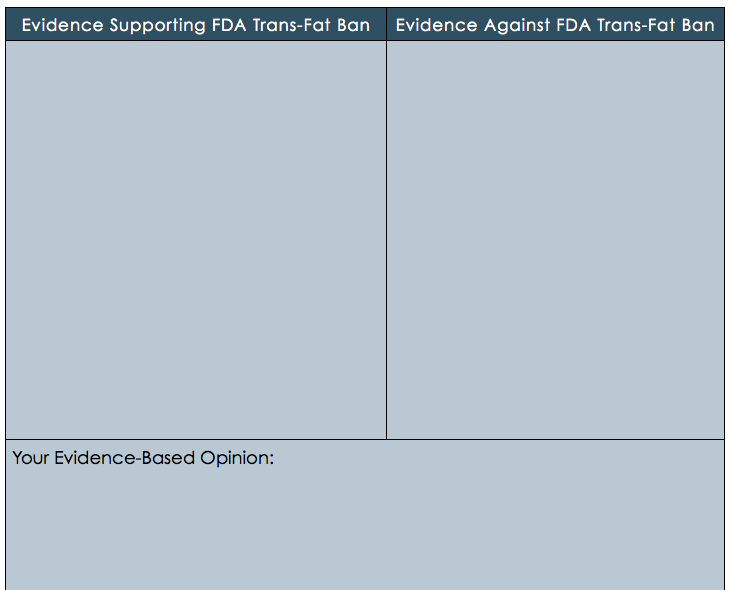 Evidence Supporting FDA Trans-Fat Ban
Evidence Against FDA Trans-Fat Ban
Your Evidence-Based Opinion: